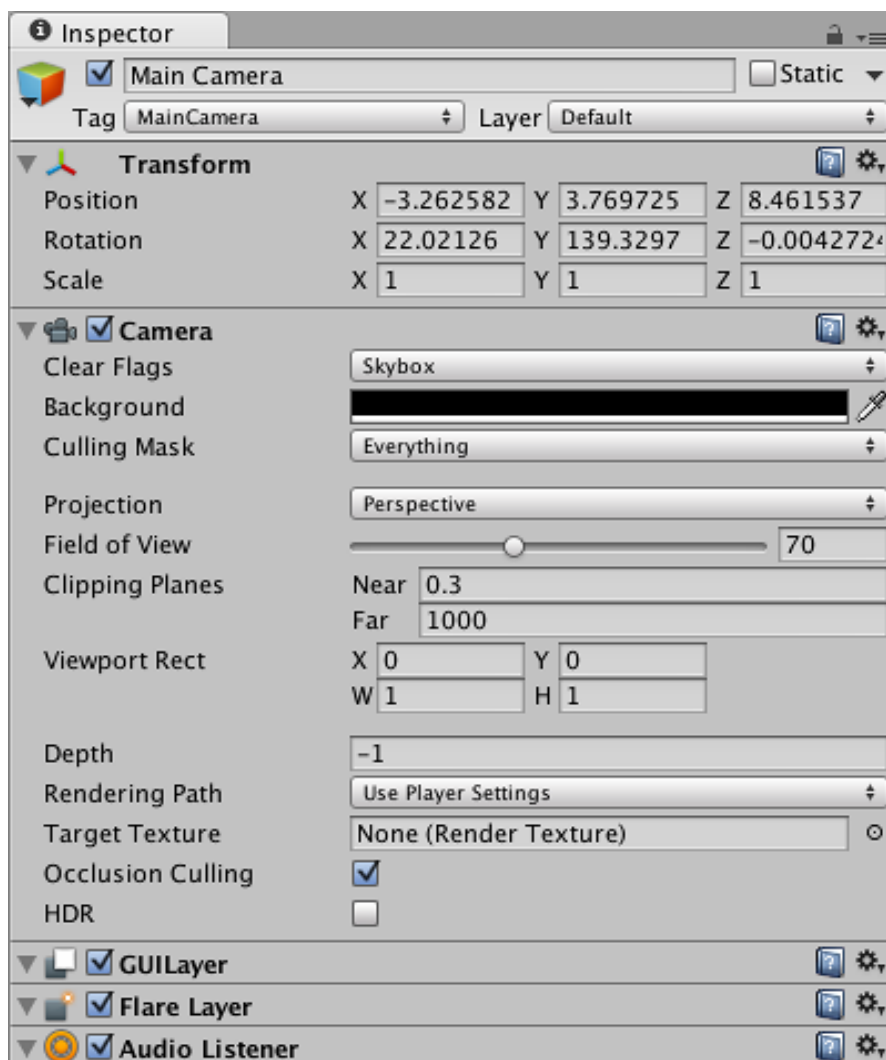 Inspector
Main Camera Static
Tag MainCamera Layer Default
Transform
Position X -3.262582 Y 3.769725 Z 8.461537
Rotation X 22.02126 Y 139.3297 Z -0.0042724
Scale X 1 Y 1 Z 1
Camera
Clear Flags Skybox
Background
Culling Mask Everything
Projection Perspective
Field of View 70
Clipping Planes Near 0.3
Far 1000
Viewport Rect X 0 Y 0
W 1 H 1
Depth -1
Rendering Path Use Player Settings
Target Texture None (Render Texture)
Occlusion Culling
HDR
GUILayer
Flare Layer
Audio Listener